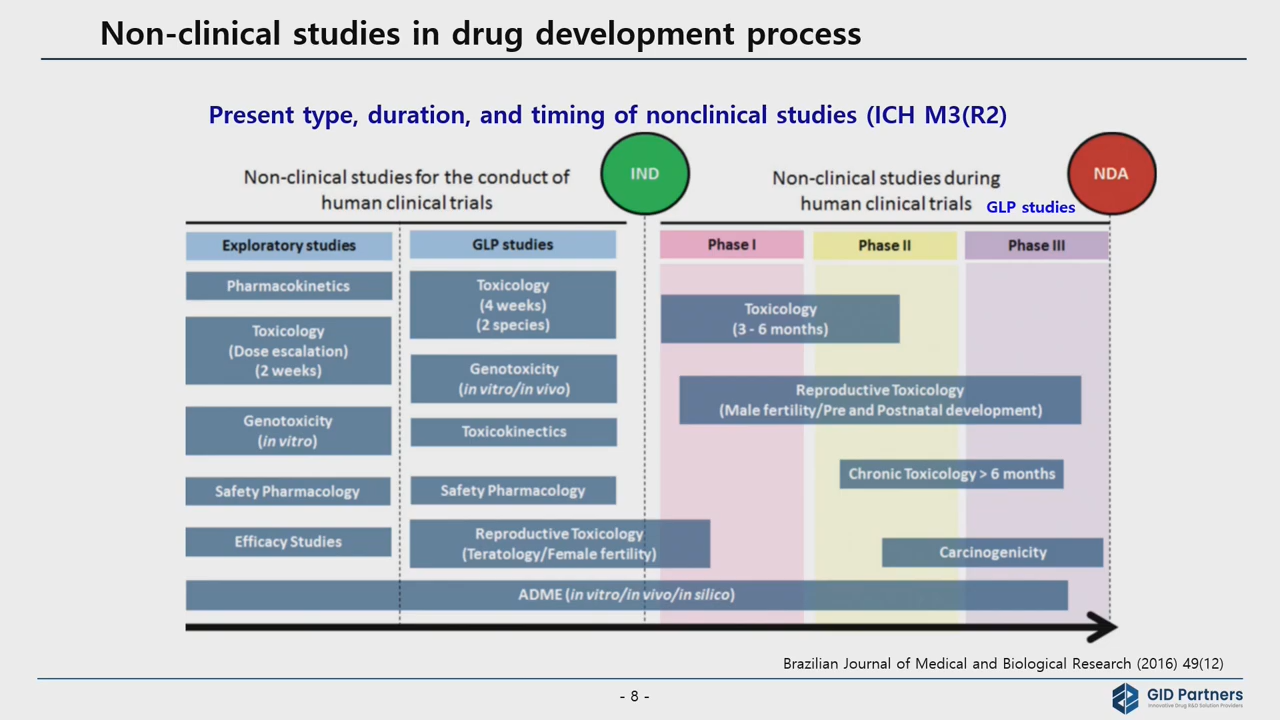 Non-clinical studies in drug development process
Present type, duration, and timing of nonclinical studies (ICH M3(R2)
Non-clinical studies for the conduct of
human clinical trials
IND
Non-clinical studies during
human clinical trials
GLP studies
NDA
Exploratory studies
GLP studies
Phase I
Phase II
Phase III
Pharmacokinetics
Toxicology
(Dose escalation)
(2 weeks)
Genotoxicity
(in vitro)
Safety Pharmacology
Efficacy Studies
Toxicology
(4 weeks)
(2 species)
Genotoxicity
(in vitro/in vivo)
Toxicokinectics
Safety Pharmacology
Reproductive Toxicology
(Teratology/Female fertility)
Toxicology
(3 - 6 months)
Reproductive Toxicology
(Male fertility/Pre and Postnatal development)
Chronic Toxicology > 6 months
Carcinogenicity
ADME (in vitro/in vivo/in silico)
Brazilian Journal of Medical and Biological Research (2016) 49(12)
- 8 -
GID Partners
Innovative Drug R&D Solution Providers